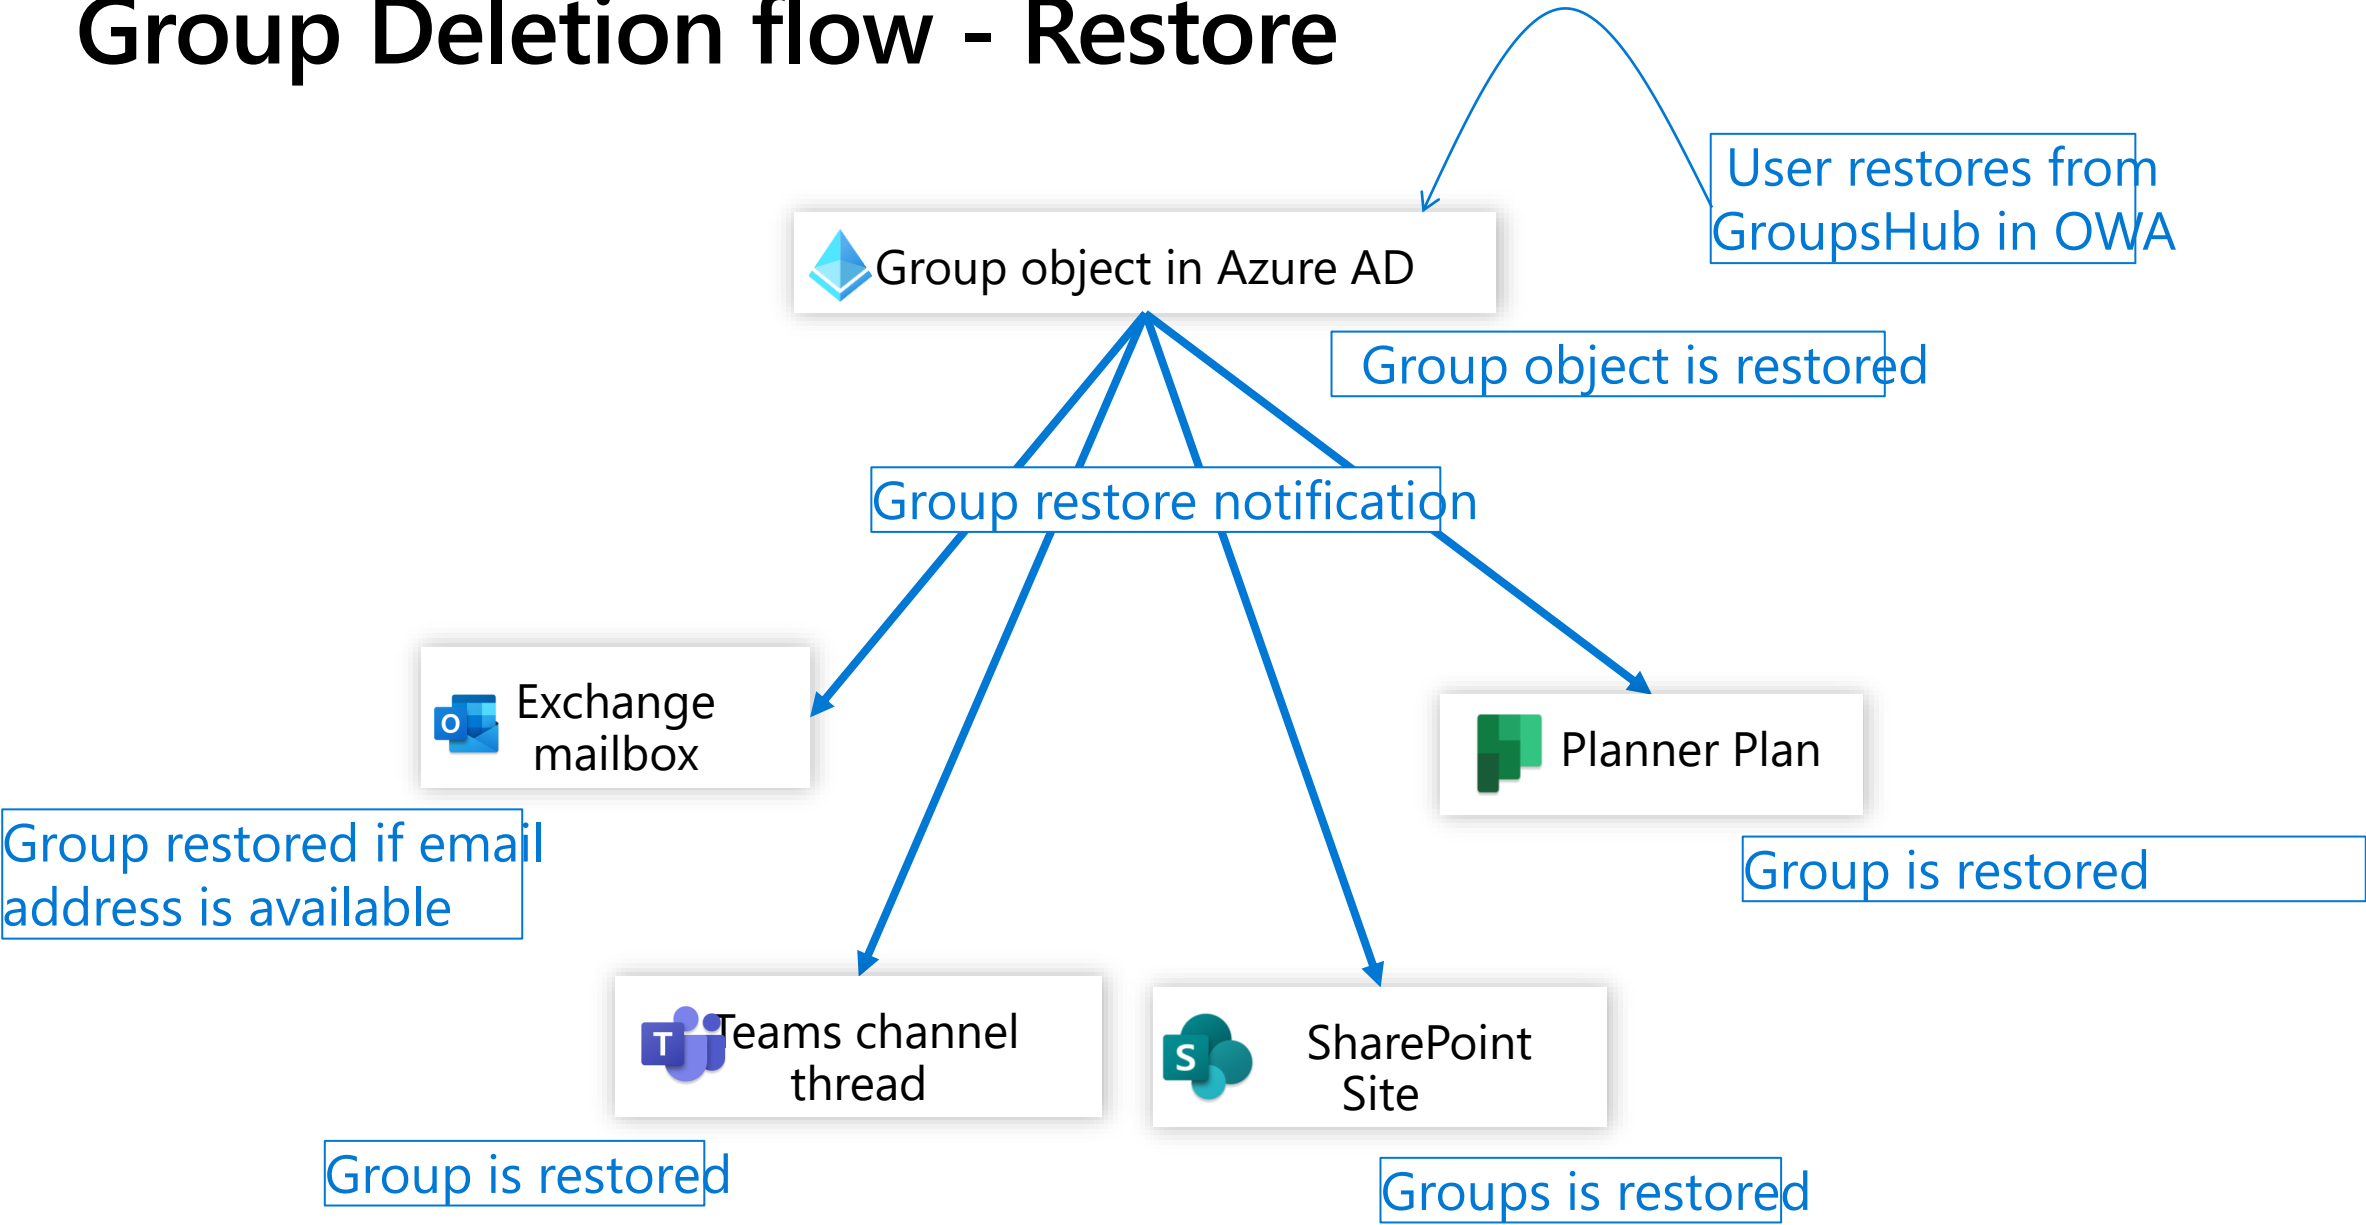 Group Deletion flow - Restore
User restores from
GroupsHub in OWA
Group object in Azure AD
Group object is restored
Group restore notification
O
Exchange
mailbox
Planner Plan
Group restored if email
address is available
Group is restored
T
Teams channel
thread
S
SharePoint
Site
Group is restored
Groups is restored